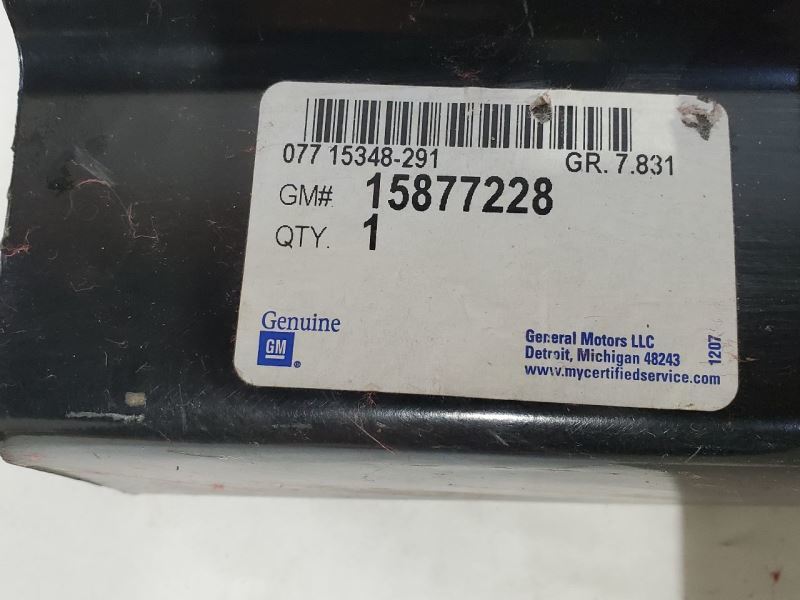 077 15348-291 GR. 7.831
GM# 15877228
QTY. 1
Genuine
GM®
General Motors LLC
Detroit, Michigan 48243
www.mycertifiedservice.com
1207